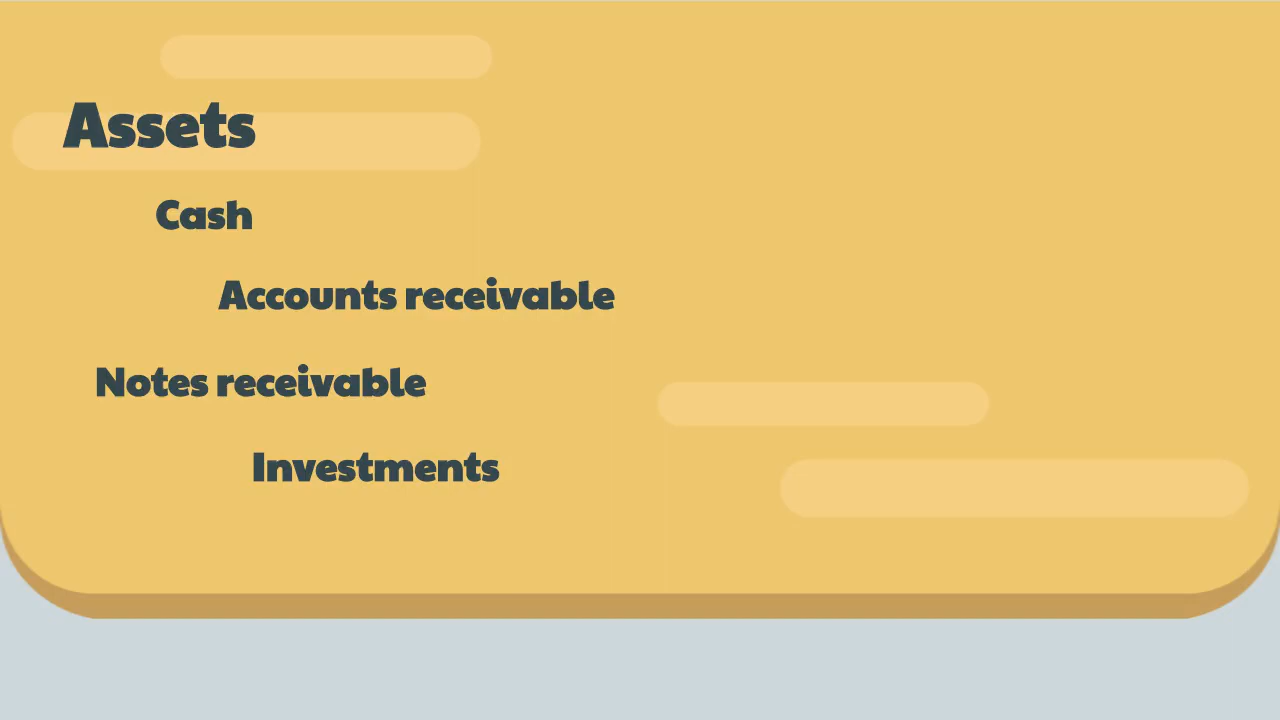 Assets
Cash
Accounts receivable
Notes receivable
Investments